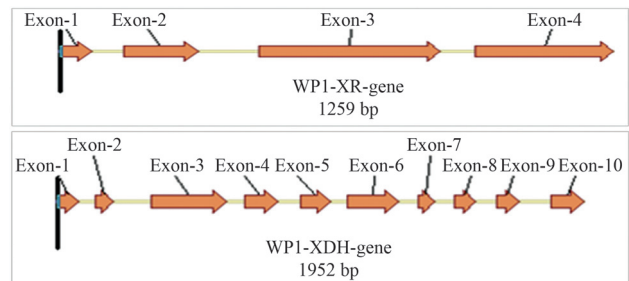 Exon-1 Exon-2 Exon-3 Exon-4
WP1-XR-gene
1259 bp
Exon-2 Exon-7
Exon-1 Exon-3 Exon-4 Exon-5 Exon-6 Exon-8 Exon-9 Exon-10
WP1-XDH-gene
1952 bp